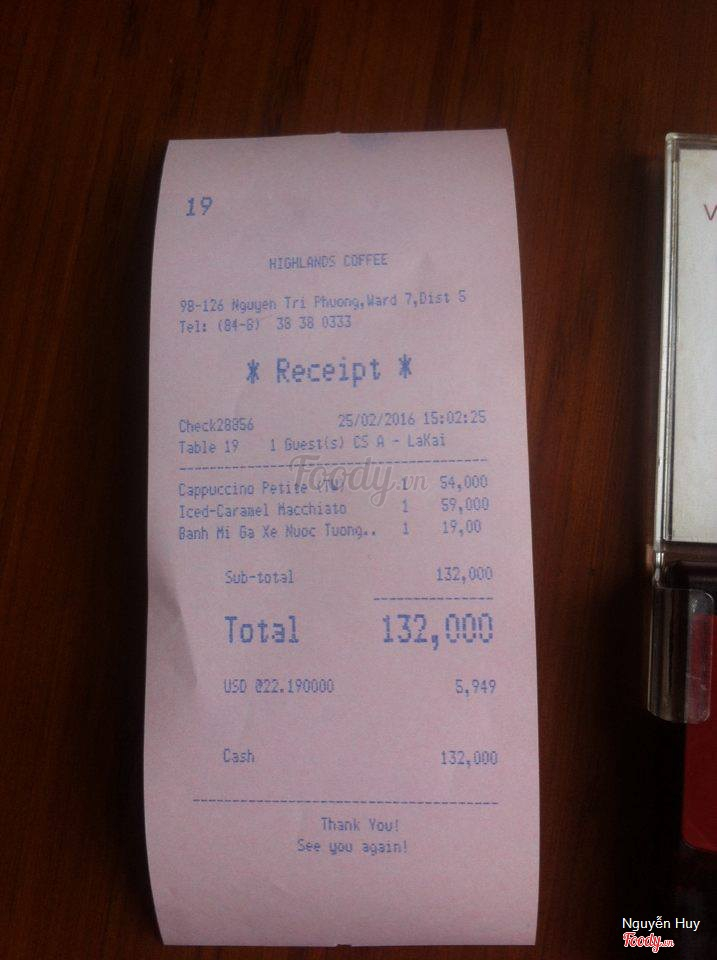 19
HIGHLANDS COFFEE
98-126 Nguyen Tri Phuong,Ward 7,Dist 5
Tel: (84-8) 38 38 0333
* Receipt *
Check28856 25/02/2016 15:02:25
Table 19 1 Guest(s) CS A - LaKai
Cappuccino Petite (TW) 1 54,000
Iced-Caramel Macchiato 1 59,000
Banh Mi Ga Xe Nuoc Tuong.. 1 19,00
Sub-total 132,000
Total 132,000
USD @22.190000 5,949
Cash 132,000
Thank You!
See you again!
Foody.vn
V
Nguyễn Huy
Foody.vn